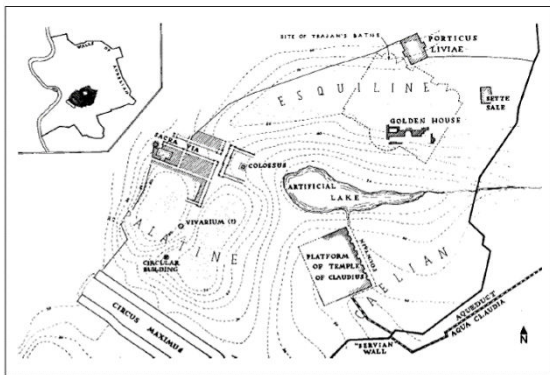 SITE OF TRAJAN'S BATHS
PORTICUS
LIVIAE
WALLS OF AURELIAN
ESQUILINE
SETTE
SALE
GOLDEN HOUSE
SACRA VIA
COLOSSUS
ARTIFICIAL
LAKE
VIVARIUM (?)
PALATINE
PLATFORM
OF TEMPLE
OF CLAUDIUS
CIRCULAR
BUILDING
CAELIAN
CIRCUS MAXIMUS
AQUEDUCT
AQUA CLAUDIA
"SERVIAN"
WALL
N